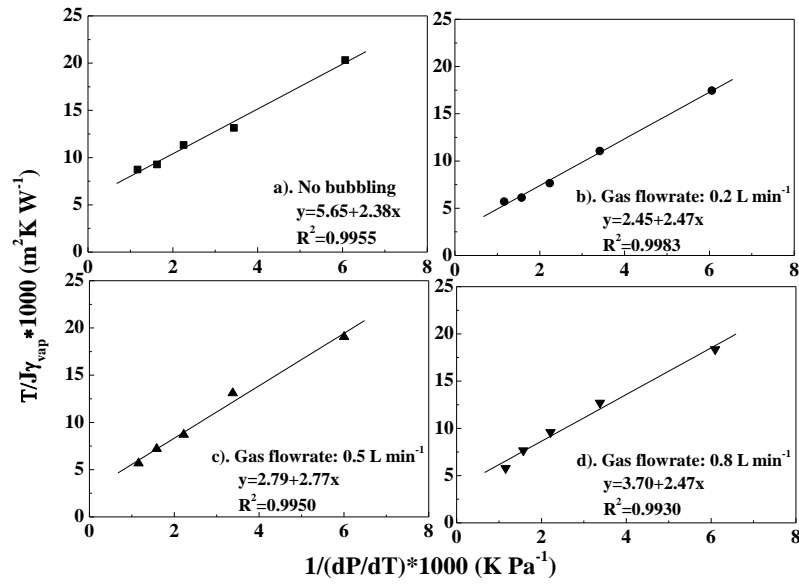 25
20
15
10
5
0
0 2 4 6 8
a). No bubbling
y=5.65+2.38x
R²=0.9955
25
20
15
10
5
0
0 2 4 6 8
b). Gas flowrate: 0.2 L min⁻¹
y=2.45+2.47x
R²=0.9983
T/Jγvap*1000 (m²K W⁻¹)
25
20
15
10
5
0
0 2 4 6 8
c). Gas flowrate: 0.5 L min⁻¹
y=2.79+2.77x
R²=0.9950
25
20
15
10
5
0
0 2 4 6 8
d). Gas flowrate: 0.8 L min⁻¹
y=3.70+2.47x
R²=0.9930
1/(dP/dT)*1000 (K Pa⁻¹)